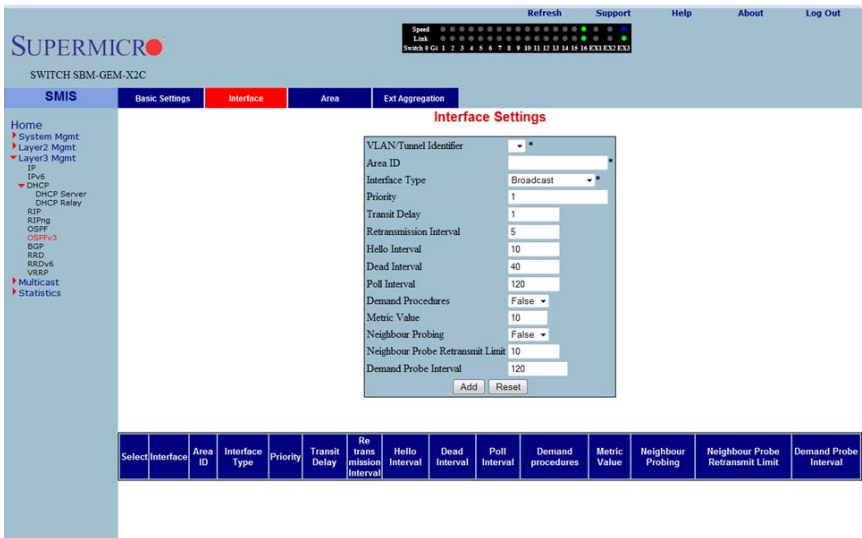 Refresh Support Help About Log Out
Speed
Link
Switch 0 Gi 1 2 3 4 5 6 7 8 9 10 11 12 13 14 15 16 EX1 EX2 EX3
SUPERMICRO
SWITCH SBM-GEM-X2C
SMIS
Basic Settings Interface Area Ext Aggregation
Home
System Mgmt
Layer2 Mgmt
Layer3 Mgmt
IP
IPv6
DHCP
DHCP Server
DHCP Relay
RIP
RIPng
OSPF
OSPFv3
BGP
RRD
RRDv6
VRRP
Multicast
Statistics
Interface Settings
VLAN/Tunnel Identifier *
Area ID *
Interface Type Broadcast *
Priority 1
Transit Delay 1
Retransmission Interval 5
Hello Interval 10
Dead Interval 40
Poll Interval 120
Demand Procedures False
Metric Value 10
Neighbour Probing False
Neighbour Probe Retransmit Limit 10
Demand Probe Interval 120
Add Reset
Select Interface Area ID Interface Type Priority Transit Delay Re trans mission Interval Hello Interval Dead Interval Poll Interval Demand procedures Metric Value Neighbour Probing Neighbour Probe Retransmit Limit Demand Probe Interval